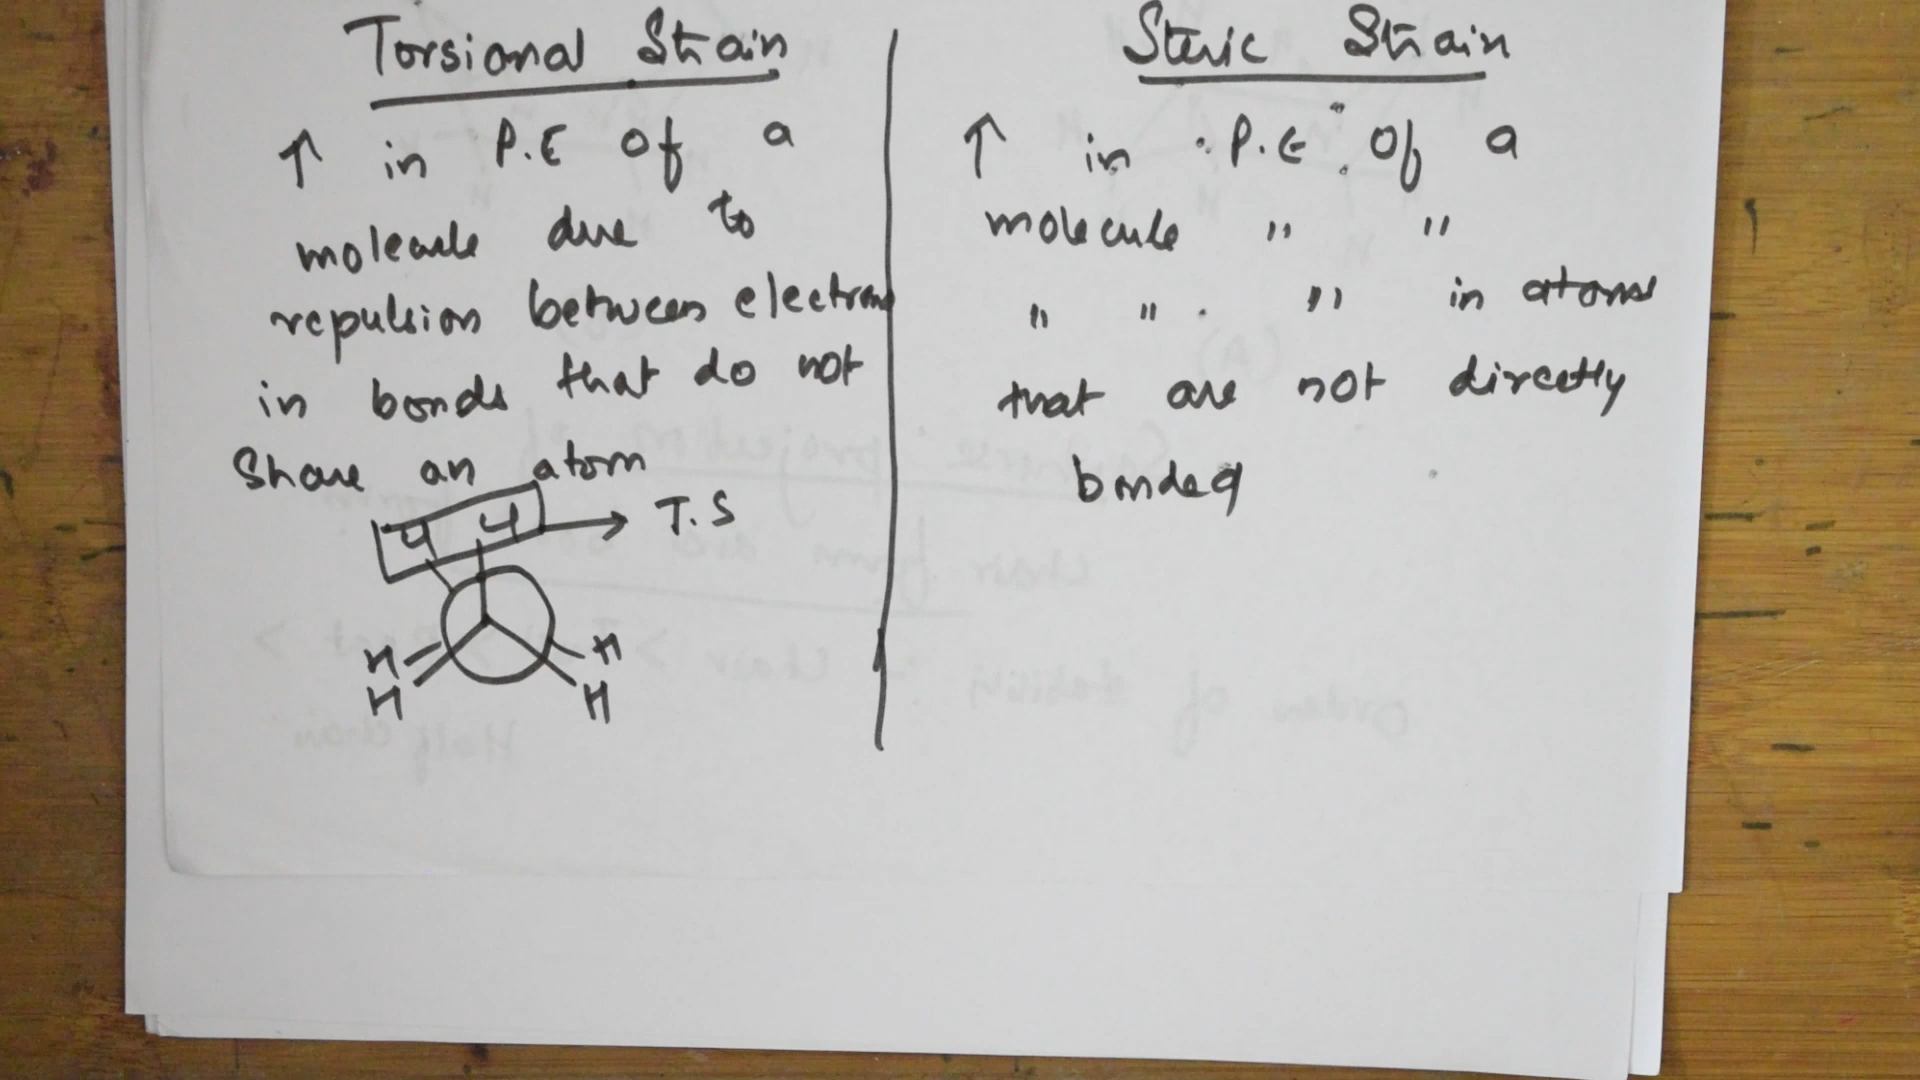 Torsional Strain
↑ in P.E of a
molecule due to
repulsion between electrons
in bonds that do not
Share an atom
H H → T.S
H H
H H
Steric Strain
↑ in P.E of a
molecule " "
" " " in atoms
that are not directly
bonded